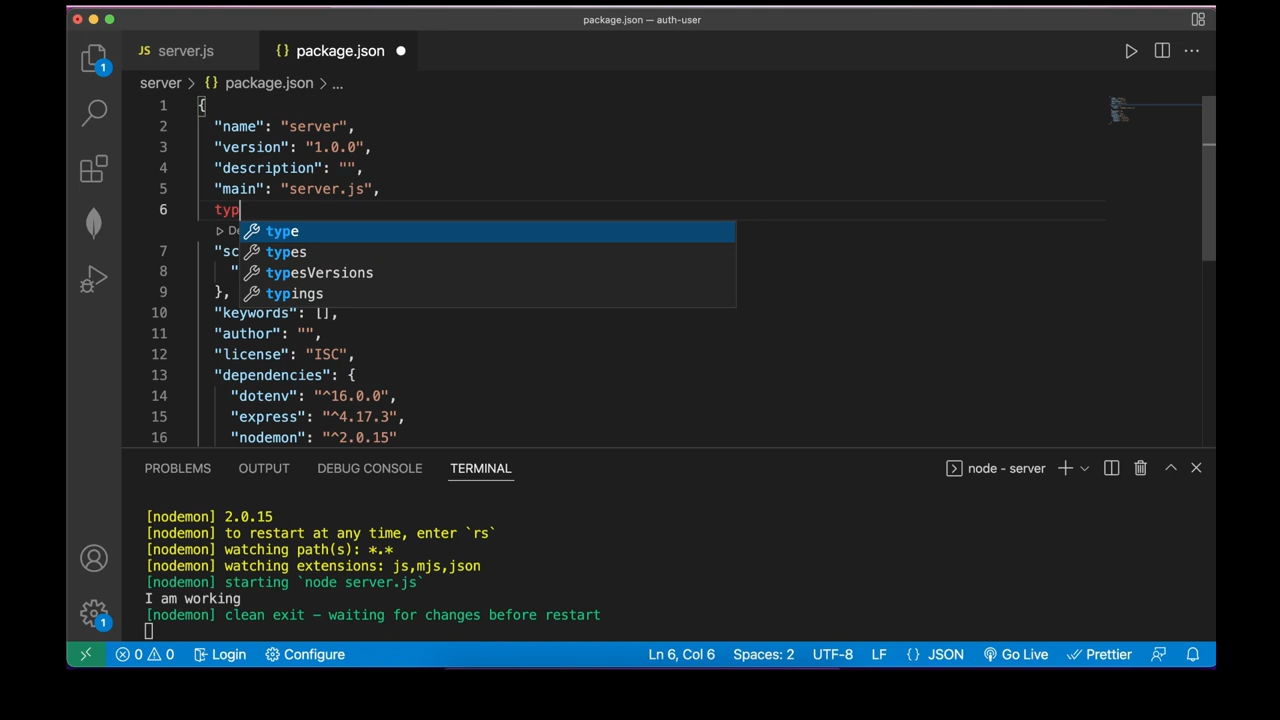 package.json — auth-user
JS server.js
{} package.json
server > {} package.json > ...
1 {
2 "name": "server",
3 "version": "1.0.0",
4 "description": "",
5 "main": "server.js",
6 typ
type
types
typesVersions
typings
7 "sc
8 "
9 },
10 "keywords": [],
11 "author": "",
12 "license": "ISC",
13 "dependencies": {
14 "dotenv": "^16.0.0",
15 "express": "^4.17.3",
16 "nodemon": "^2.0.15"
PROBLEMS OUTPUT DEBUG CONSOLE TERMINAL node - server
[nodemon] 2.0.15
[nodemon] to restart at any time, enter `rs`
[nodemon] watching path(s): *.*
[nodemon] watching extensions: js,mjs,json
[nodemon] starting `node server.js`
I am working
[nodemon] clean exit - waiting for changes before restart
1
1
0 0 Login Configure Ln 6, Col 6 Spaces: 2 UTF-8 LF {} JSON Go Live Prettier